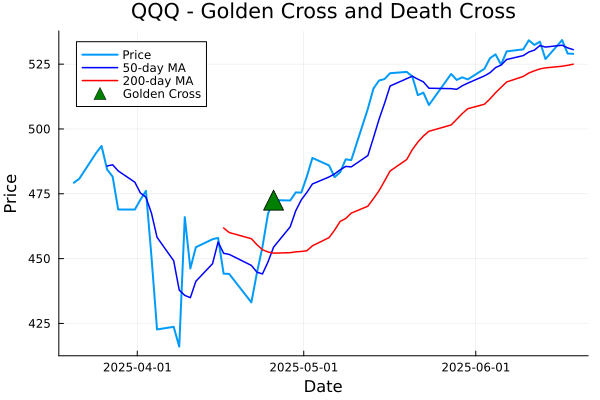 QQQ - Golden Cross and Death Cross
Price
50-day MA
200-day MA
Golden Cross
525
500
475
450
425
Price
2025-04-01
2025-05-01
2025-06-01
Date